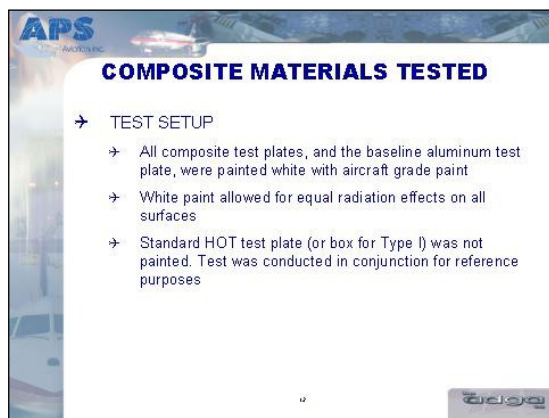 APS
Aviation Inc.
COMPOSITE MATERIALS TESTED
TEST SETUP
All composite test plates, and the baseline aluminum test
plate, were painted white with aircraft grade paint
White paint allowed for equal radiation effects on all
surfaces
Standard HOT test plate (or box for Type I) was not
painted. Test was conducted in conjunction for reference
purposes
adga